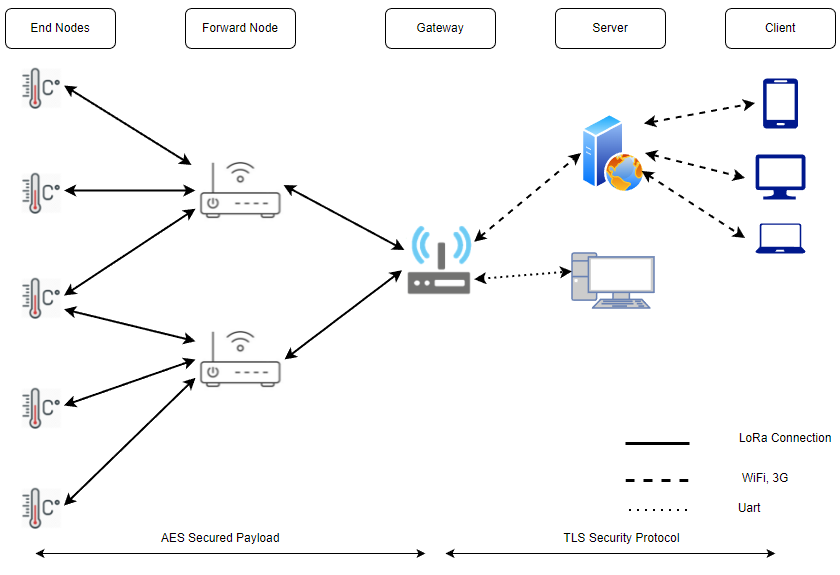 End Nodes
Forward Node
Gateway
Server
Client
C°
C°
C°
C°
C°
LoRa Connection
WiFi, 3G
Uart
AES Secured Payload
TLS Security Protocol